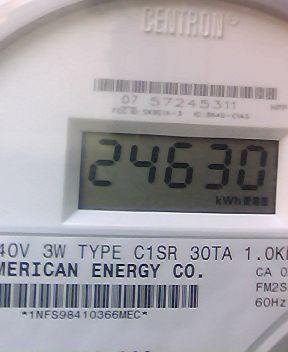 CENTRON®
07 57245311
24630
kWh
40V 3W TYPE C1SR 30TA 1.0K
MERICAN ENERGY CO.
CA 0
FM2S
60Hz
*1NFS98410366MEC*